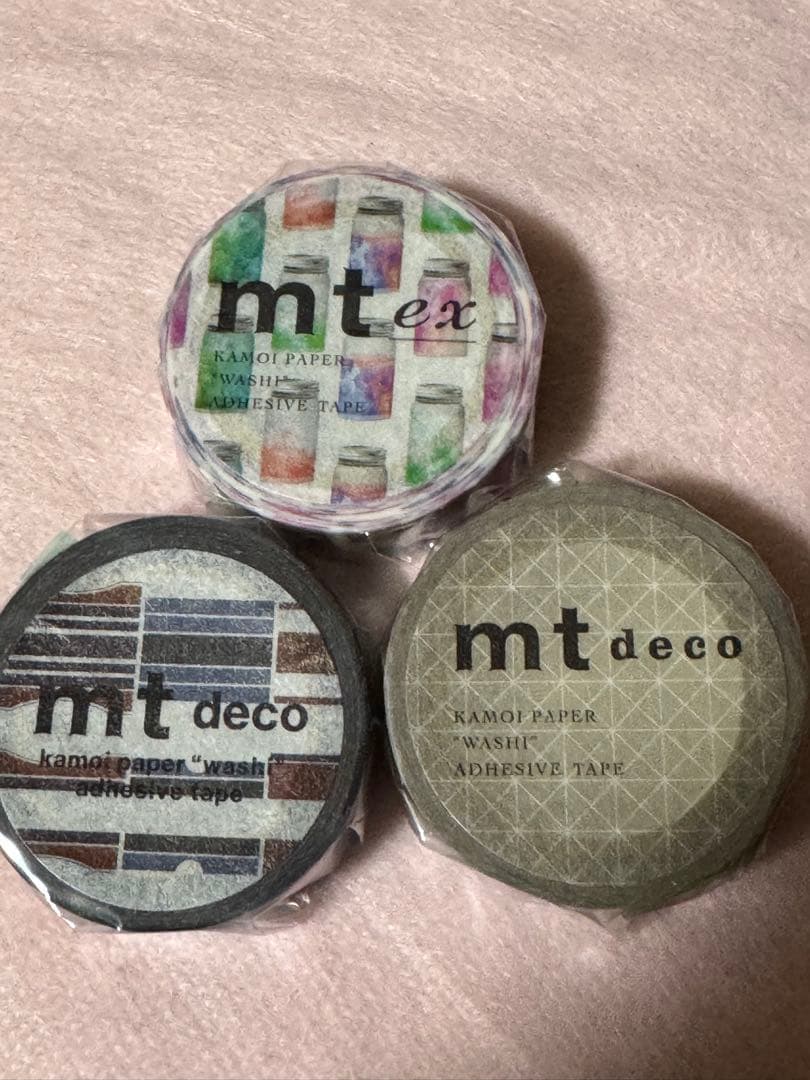 mt ex
KAMOI PAPER
"WASHI"
ADHESIVE TAPE
mt deco
kamoi paper "washi"
adhesive tape
mt deco
KAMOI PAPER
"WASHI"
ADHESIVE TAPE